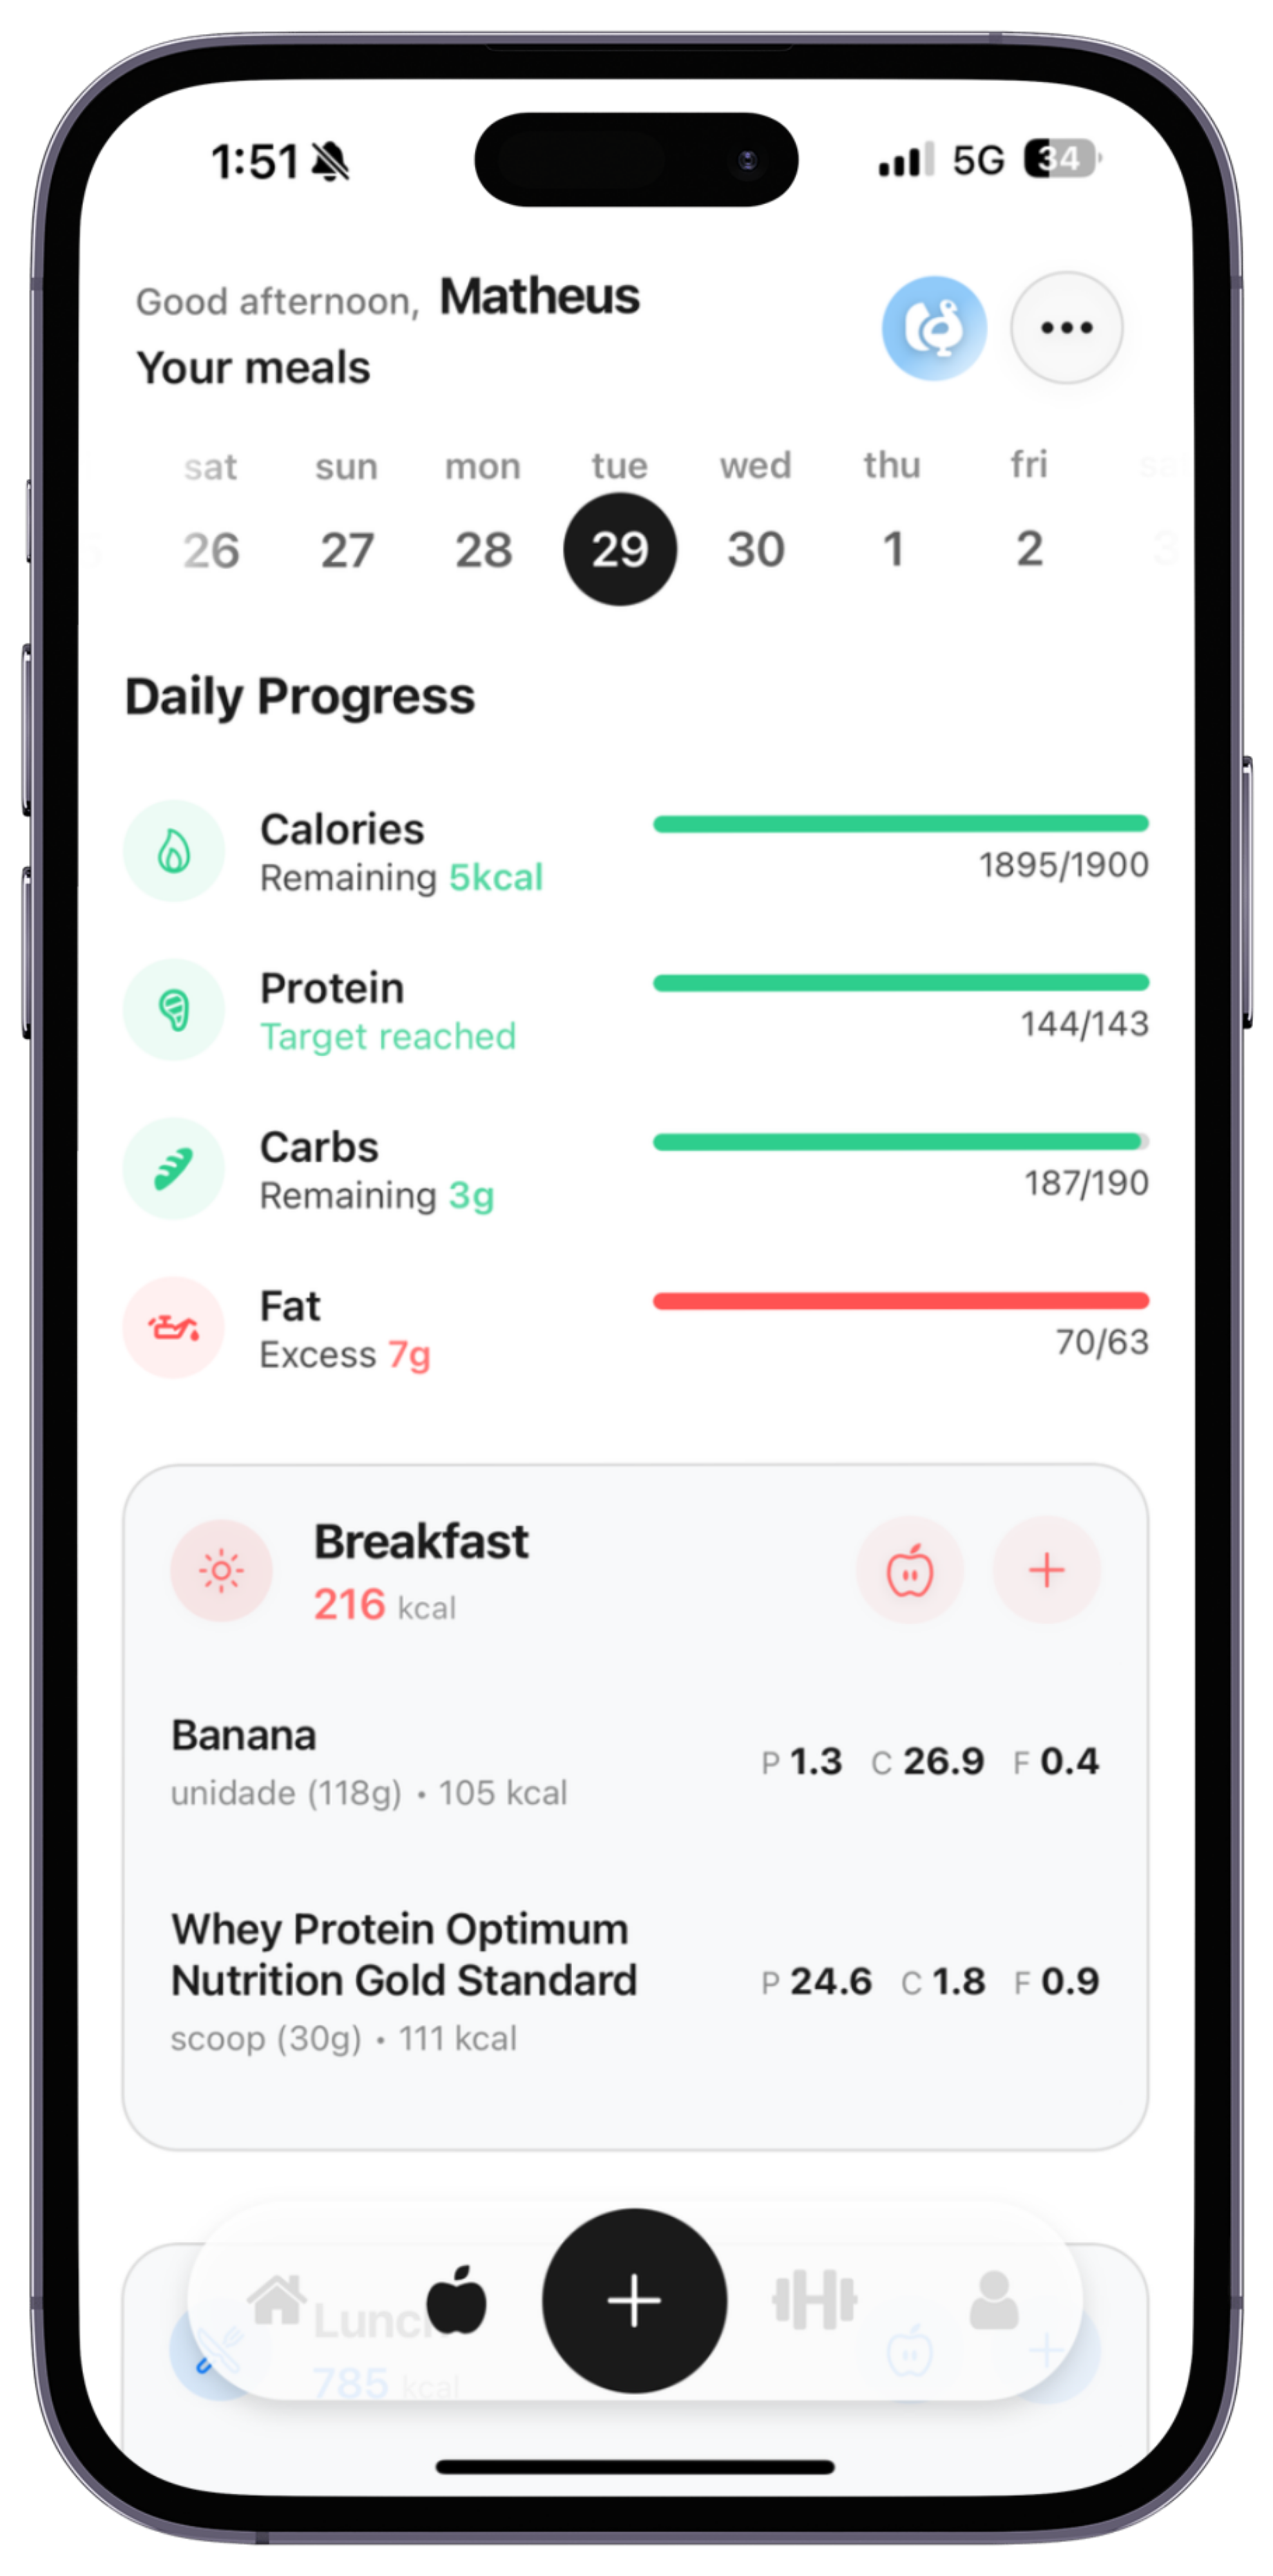 1:51 5G 34
Good afternoon, Matheus
Your meals
sat sun mon tue wed thu fri sat
26 27 28 29 30 1 2 3
Daily Progress
Calories
Remaining 5kcal
1895/1900
Protein
Target reached
144/143
Carbs
Remaining 3g
187/190
Fat
Excess 7g
70/63
Breakfast
216 kcal
Banana
unidade (118g) • 105 kcal
P 1.3 C 26.9 F 0.4
Whey Protein Optimum
Nutrition Gold Standard
scoop (30g) • 111 kcal
P 24.6 C 1.8 F 0.9
Lunch
785 kcal